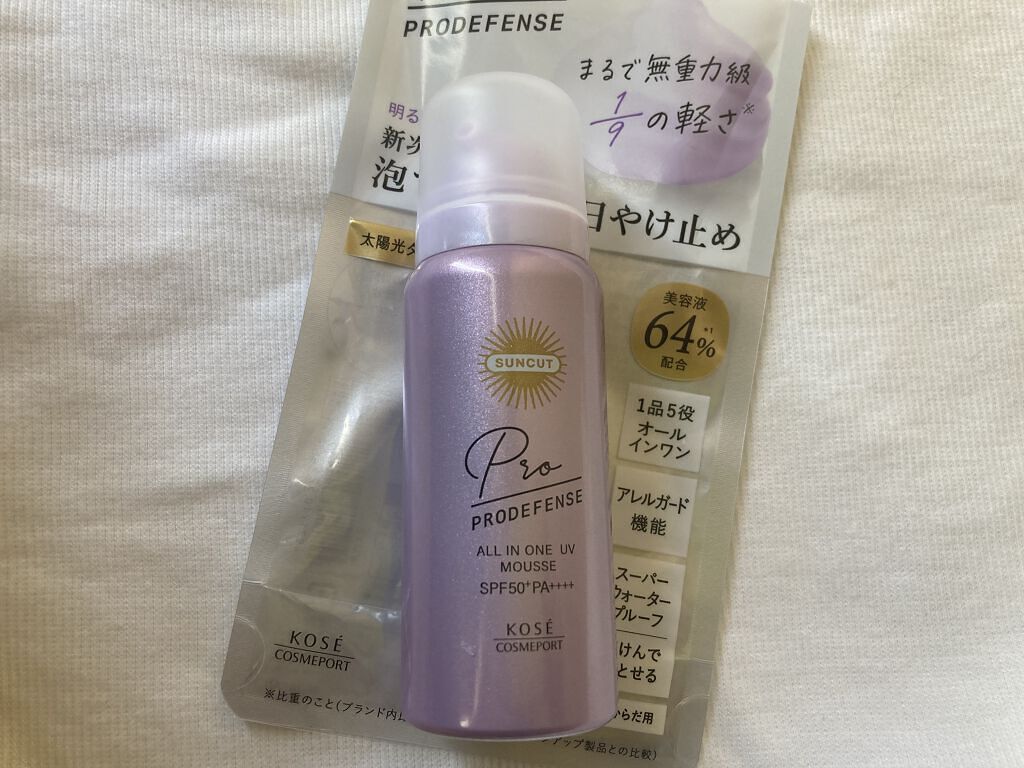 PRODEFENSE
まるで無重力級
1/9の軽さ※
明る
新次
泡
日やけ止め
太陽光
美容液
64%*1
配合
1品5役
オール
インワン
アレルガード
機能
スーパー
ウォーター
プルーフ
けんで
とせる
からだ用
SUNCUT
Pro
PRODEFENSE
ALL IN ONE UV
MOUSSE
SPF50+PA++++
KOSÉ
COSMEPORT
KOSÉ
COSMEPORT
※比重のこと(ブランド内
アップ製品との比較)